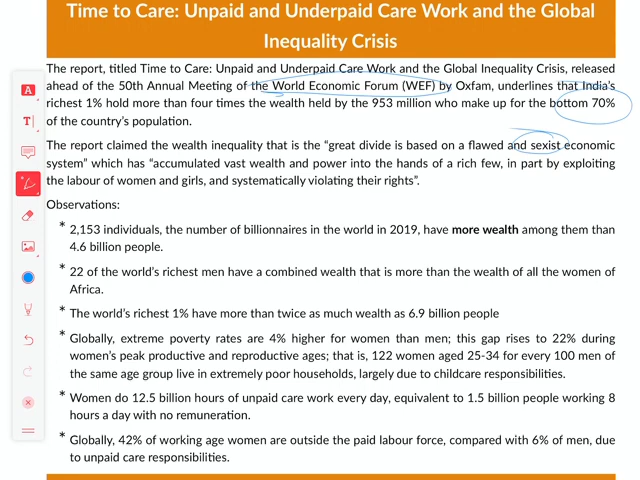 Time to Care: Unpaid and Underpaid Care Work and the Global
Inequality Crisis
The report, titled Time to Care: Unpaid and Underpaid Care Work and the Global Inequality Crisis, released
ahead of the 50th Annual Meeting of the World Economic Forum (WEF) by Oxfam, underlines that India's
richest 1% hold more than four times the wealth held by the 953 million who make up for the bottom 70%
of the country's population.
The report claimed the wealth inequality that is the “great divide is based on a flawed and sexist economic
system” which has “accumulated vast wealth and power into the hands of a rich few, in part by exploiting
the labour of women and girls, and systematically violating their rights”.
Observations:
* 2,153 individuals, the number of billionnaires in the world in 2019, have more wealth among them than
4.6 billion people.
* 22 of the world's richest men have a combined wealth that is more than the wealth of all the women of
Africa.
* The world's richest 1% have more than twice as much wealth as 6.9 billion people
* Globally, extreme poverty rates are 4% higher for women than men; this gap rises to 22% during
women's peak productive and reproductive ages; that is, 122 women aged 25-34 for every 100 men of
the same age group live in extremely poor households, largely due to childcare responsibilities.
* Women do 12.5 billion hours of unpaid care work every day, equivalent to 1.5 billion people working 8
hours a day with no remuneration.
* Globally, 42% of working age women are outside the paid labour force, compared with 6% of men, due
to unpaid care responsibilities.
A
T